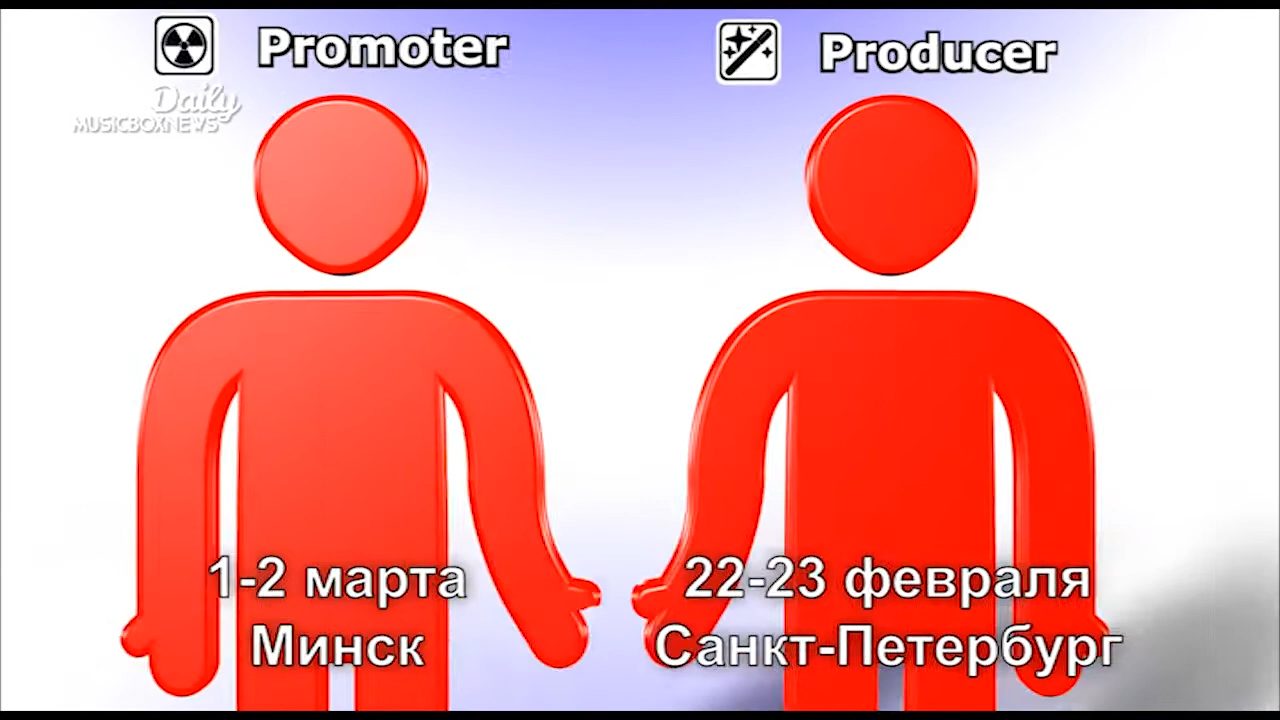 Promoter
Producer
Daily
MUSICBOXNEWS
1-2 марта
Минск
22-23 февраля
Санкт-Петербург